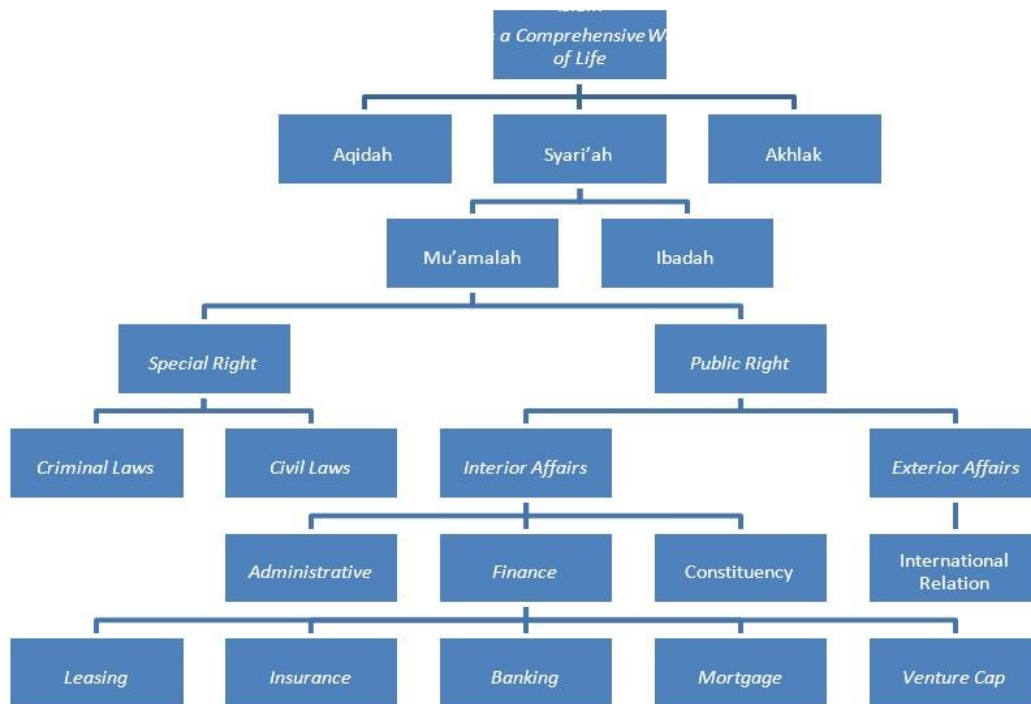 a Comprehensive
of Life
Aqidah
Syari'ah
Akhlak
Mu'amalah
Ibadah
Special Right
Public Right
Criminal Laws
Civil Laws
Interior Affairs
Exterior Affairs
Administrative
Finance
Constituency
International
Relation
Leasing
Insurance
Banking
Mortgage
Venture Cap